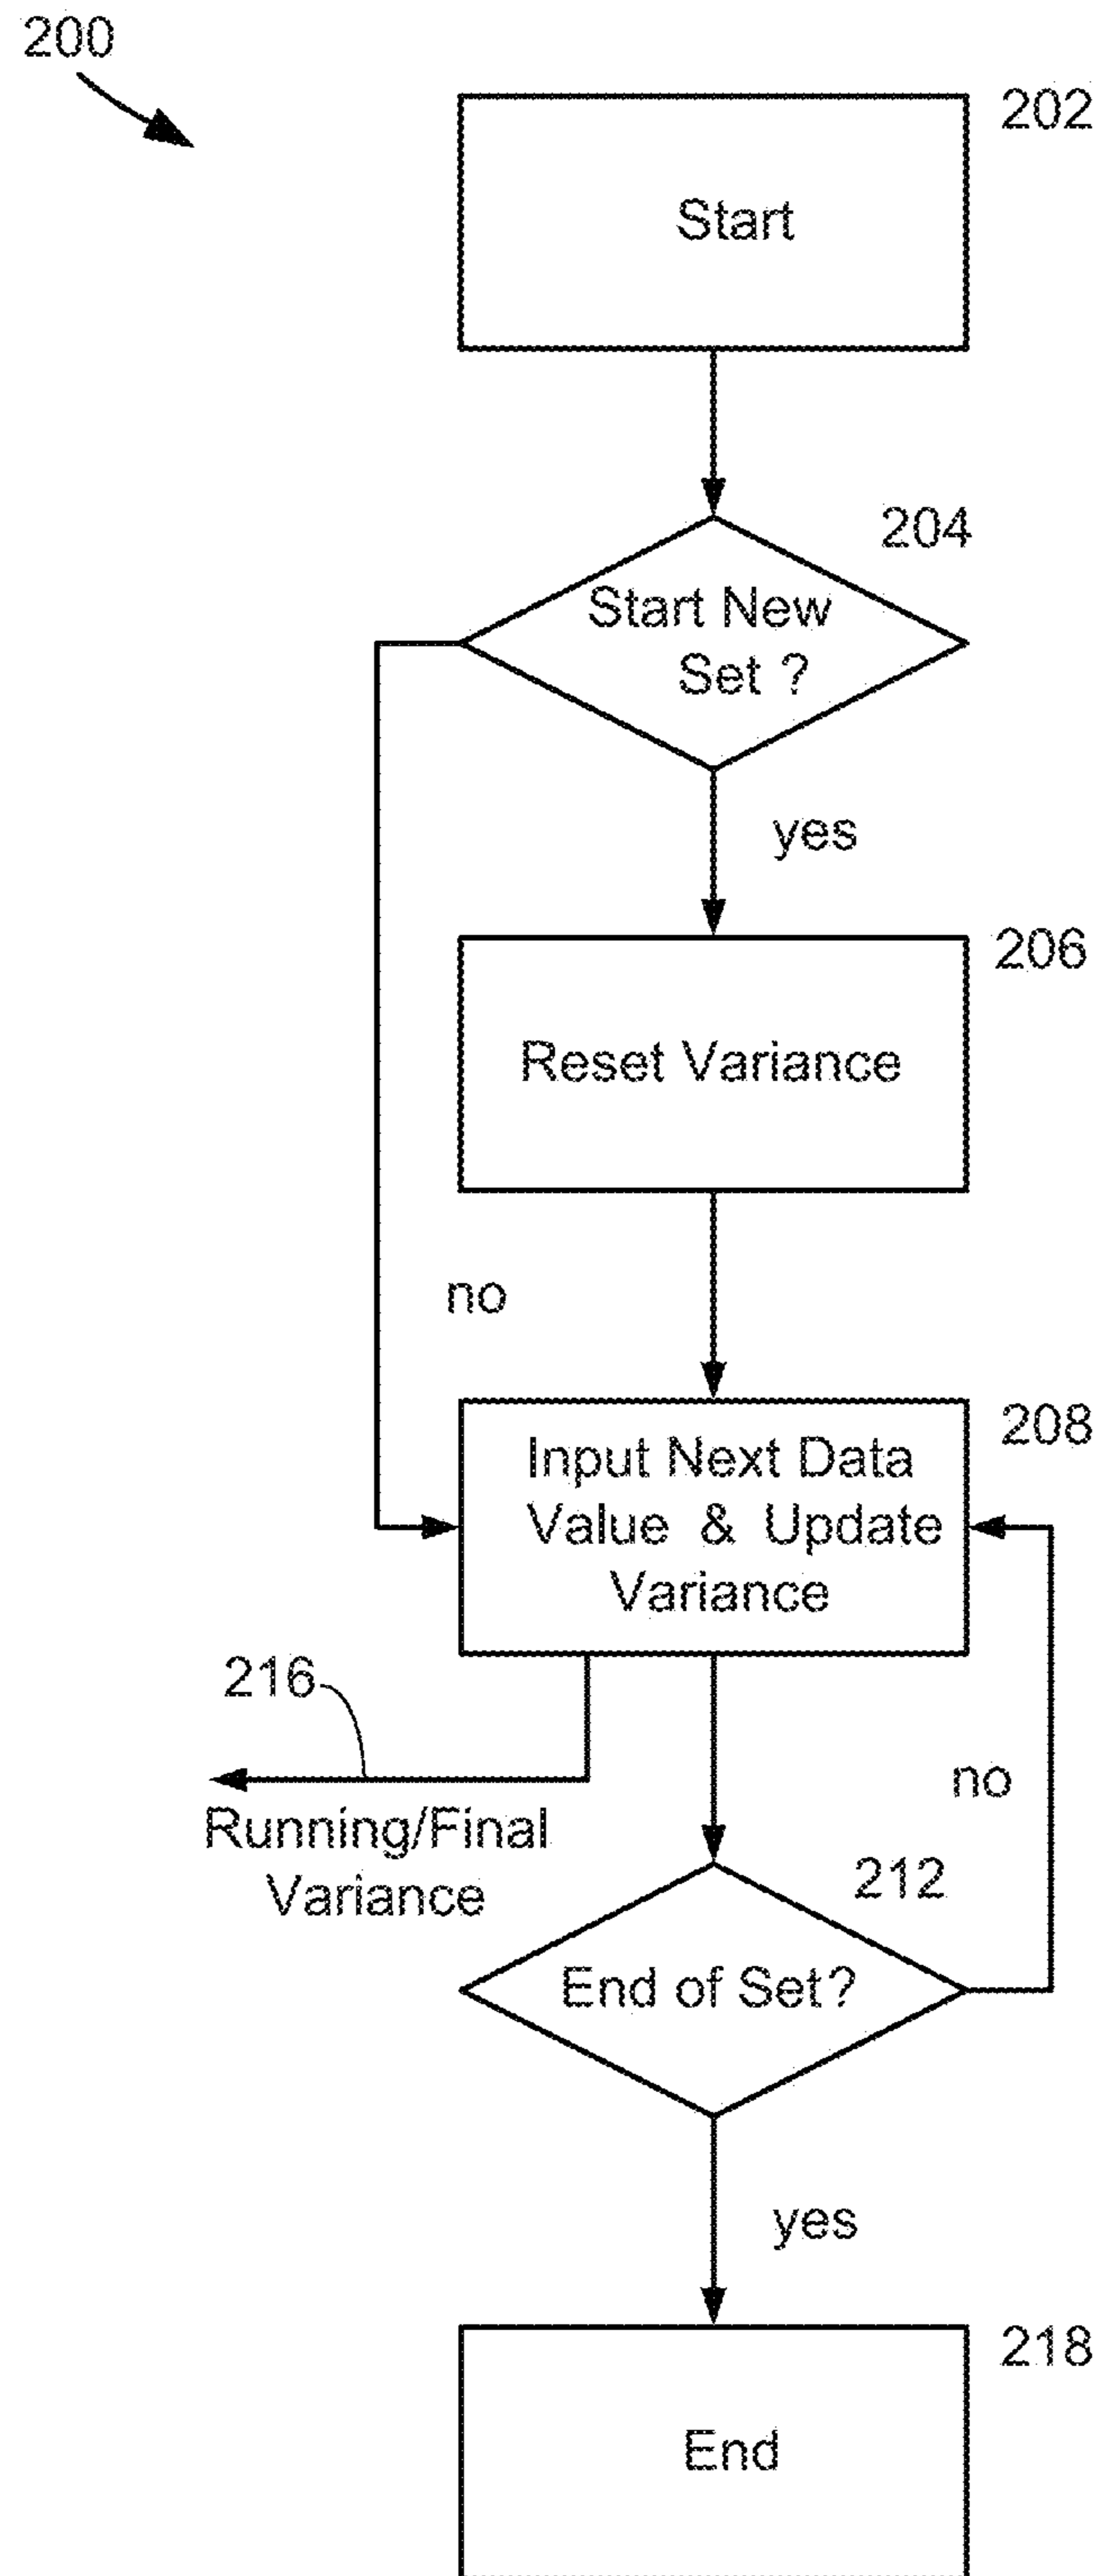 200
202
Start
204
Start New
Set ?
yes
206
Reset Variance
no
208
Input Next Data
Value & Update
Variance
216
no
Running/Final
Variance
212
End of Set?
yes
218
End